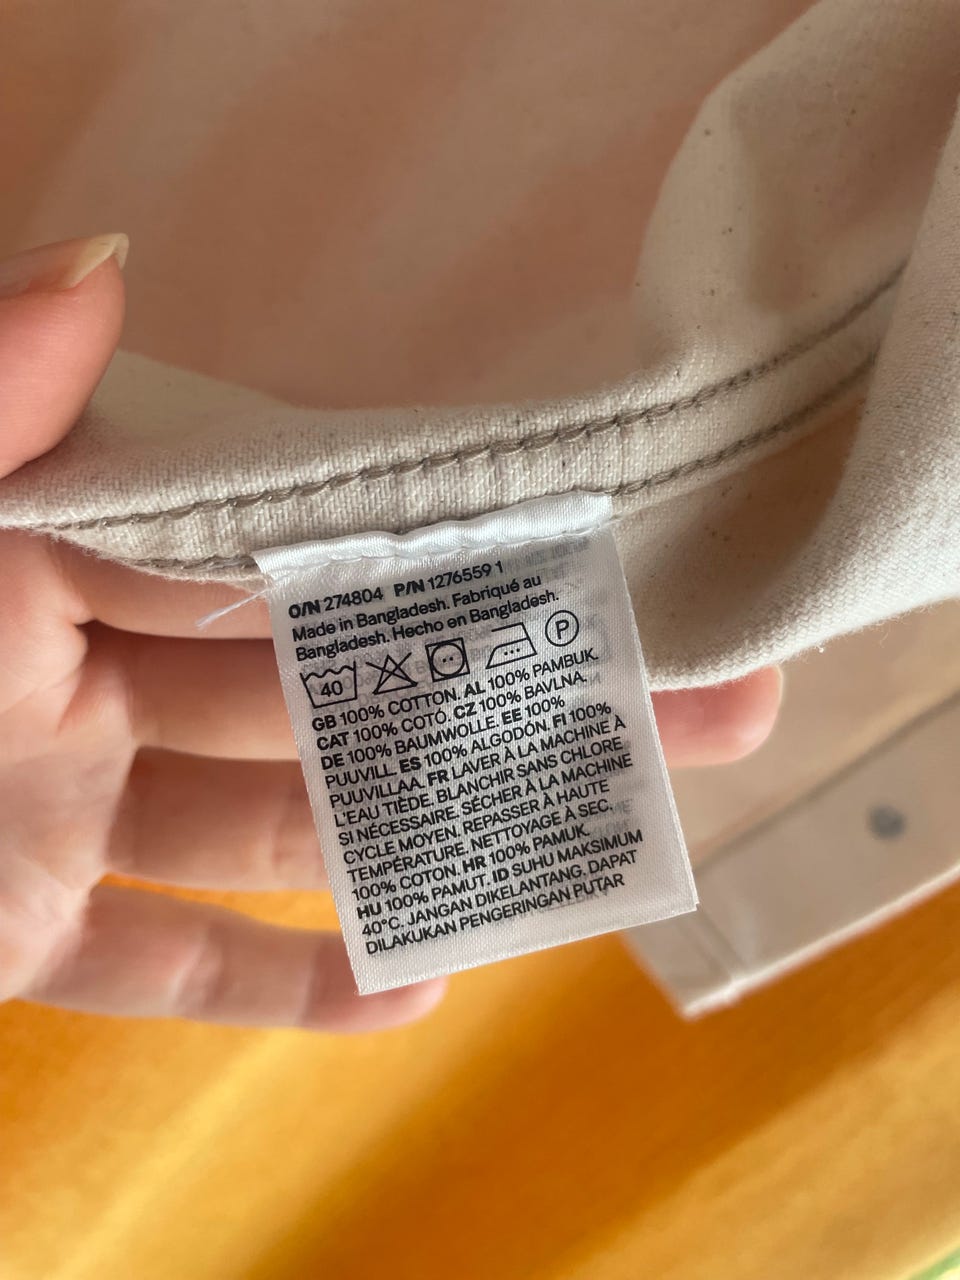 O/N 274804 P/N 1276559 1
Made in Bangladesh. Fabriqué au
Bangladesh. Hecho en Bangladesh.
40 P
GB 100% COTTON. AL 100% PAMBUK.
CAT 100% COTÓ. CZ 100% BAVLNA.
DE 100% BAUMWOLLE. EE 100%
PUUVILL. ES 100% ALGODÓN. FI 100%
PUUVILLAA. FR LAVER À LA MACHINE À
L'EAU TIÈDE. BLANCHIR SANS CHLORE,
SI NÉCESSAIRE. SÉCHER À LA MACHINE
CYCLE MOYEN. REPASSER À HAUTE
TEMPÉRATURE. NETTOYAGE À SEC.
100% COTON. HR 100% PAMUK.
HU 100% PAMUT. ID SUHU MAKSIMUM
40°C. JANGAN DIKELANTANG. DAPAT
DILAKUKAN PENGERINGAN PUTAR